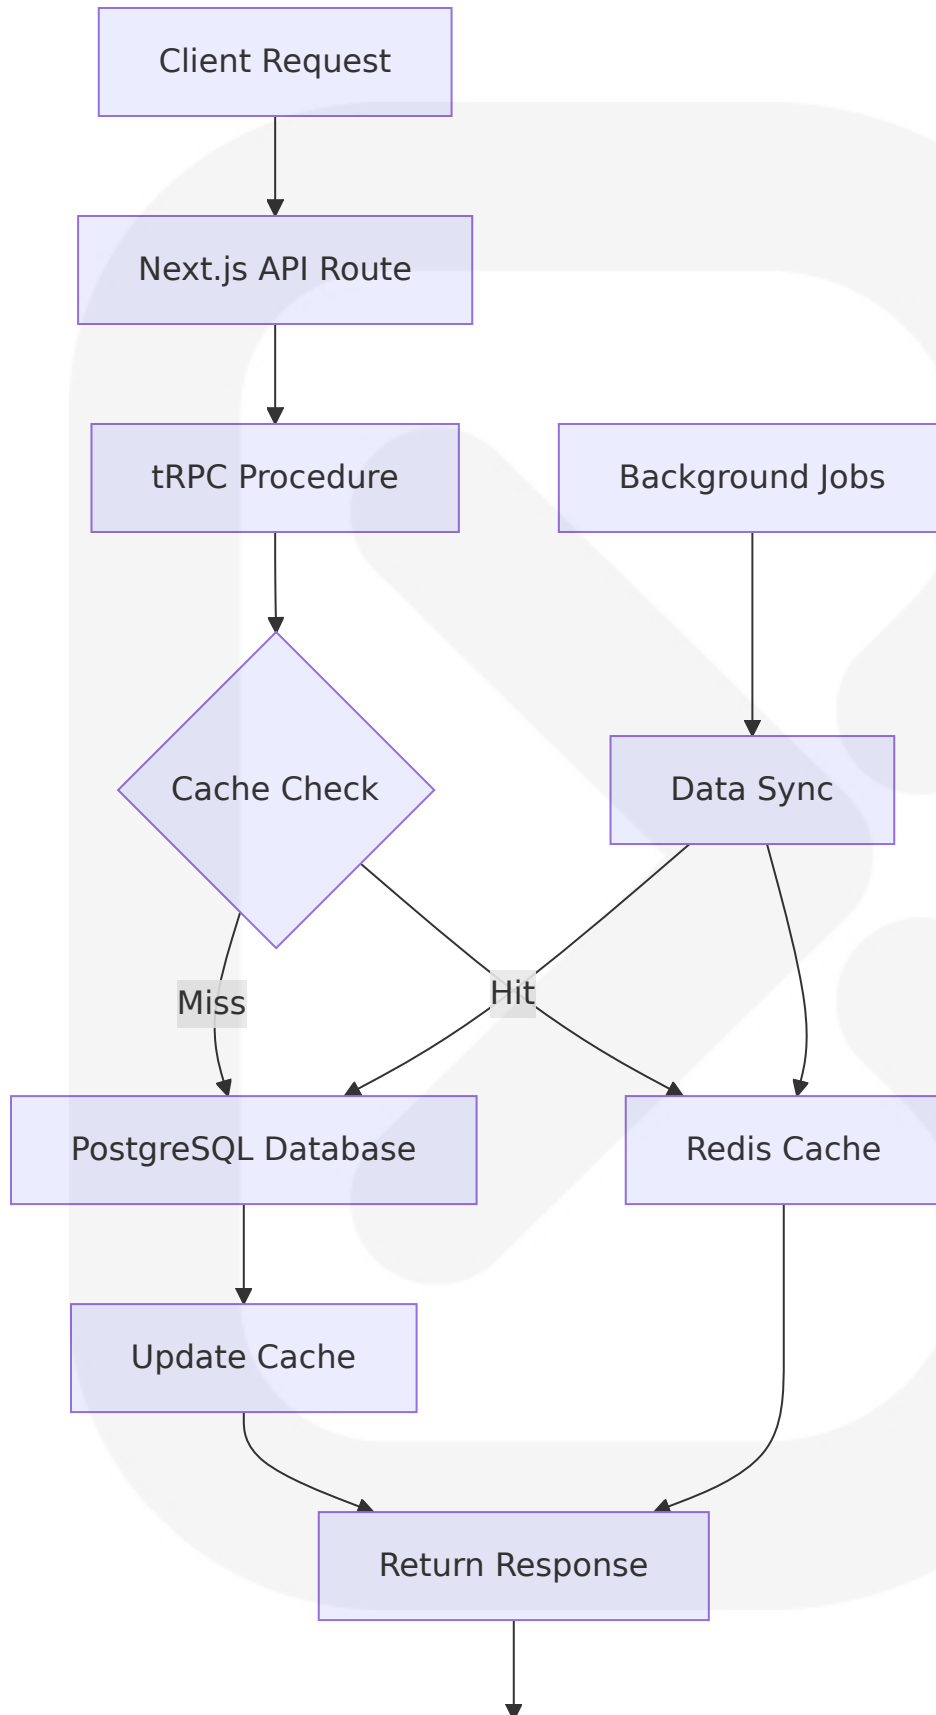 Client Request
Next.js API Route
tRPC Procedure
Background Jobs
Cache Check
Data Sync
Miss
Hit
PostgreSQL Database
Redis Cache
Update Cache
Return Response